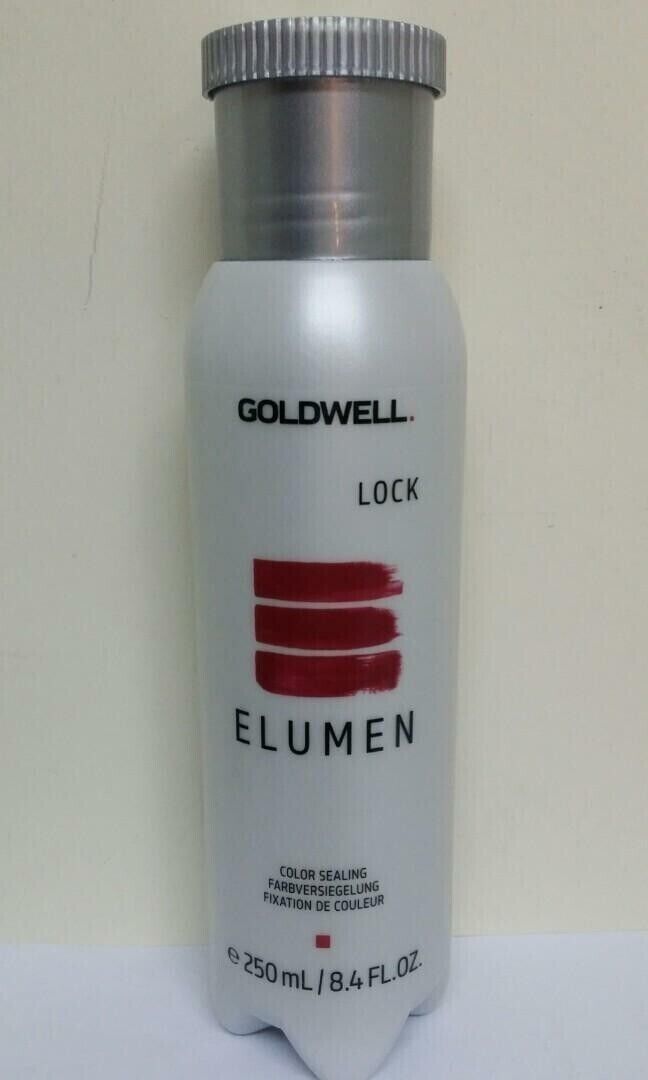 GOLDWELL.
LOCK
ELUMEN
COLOR SEALING
FARBVERSIEGELUNG
FIXATION DE COULEUR
℮ 250 mL / 8.4 FL.OZ.